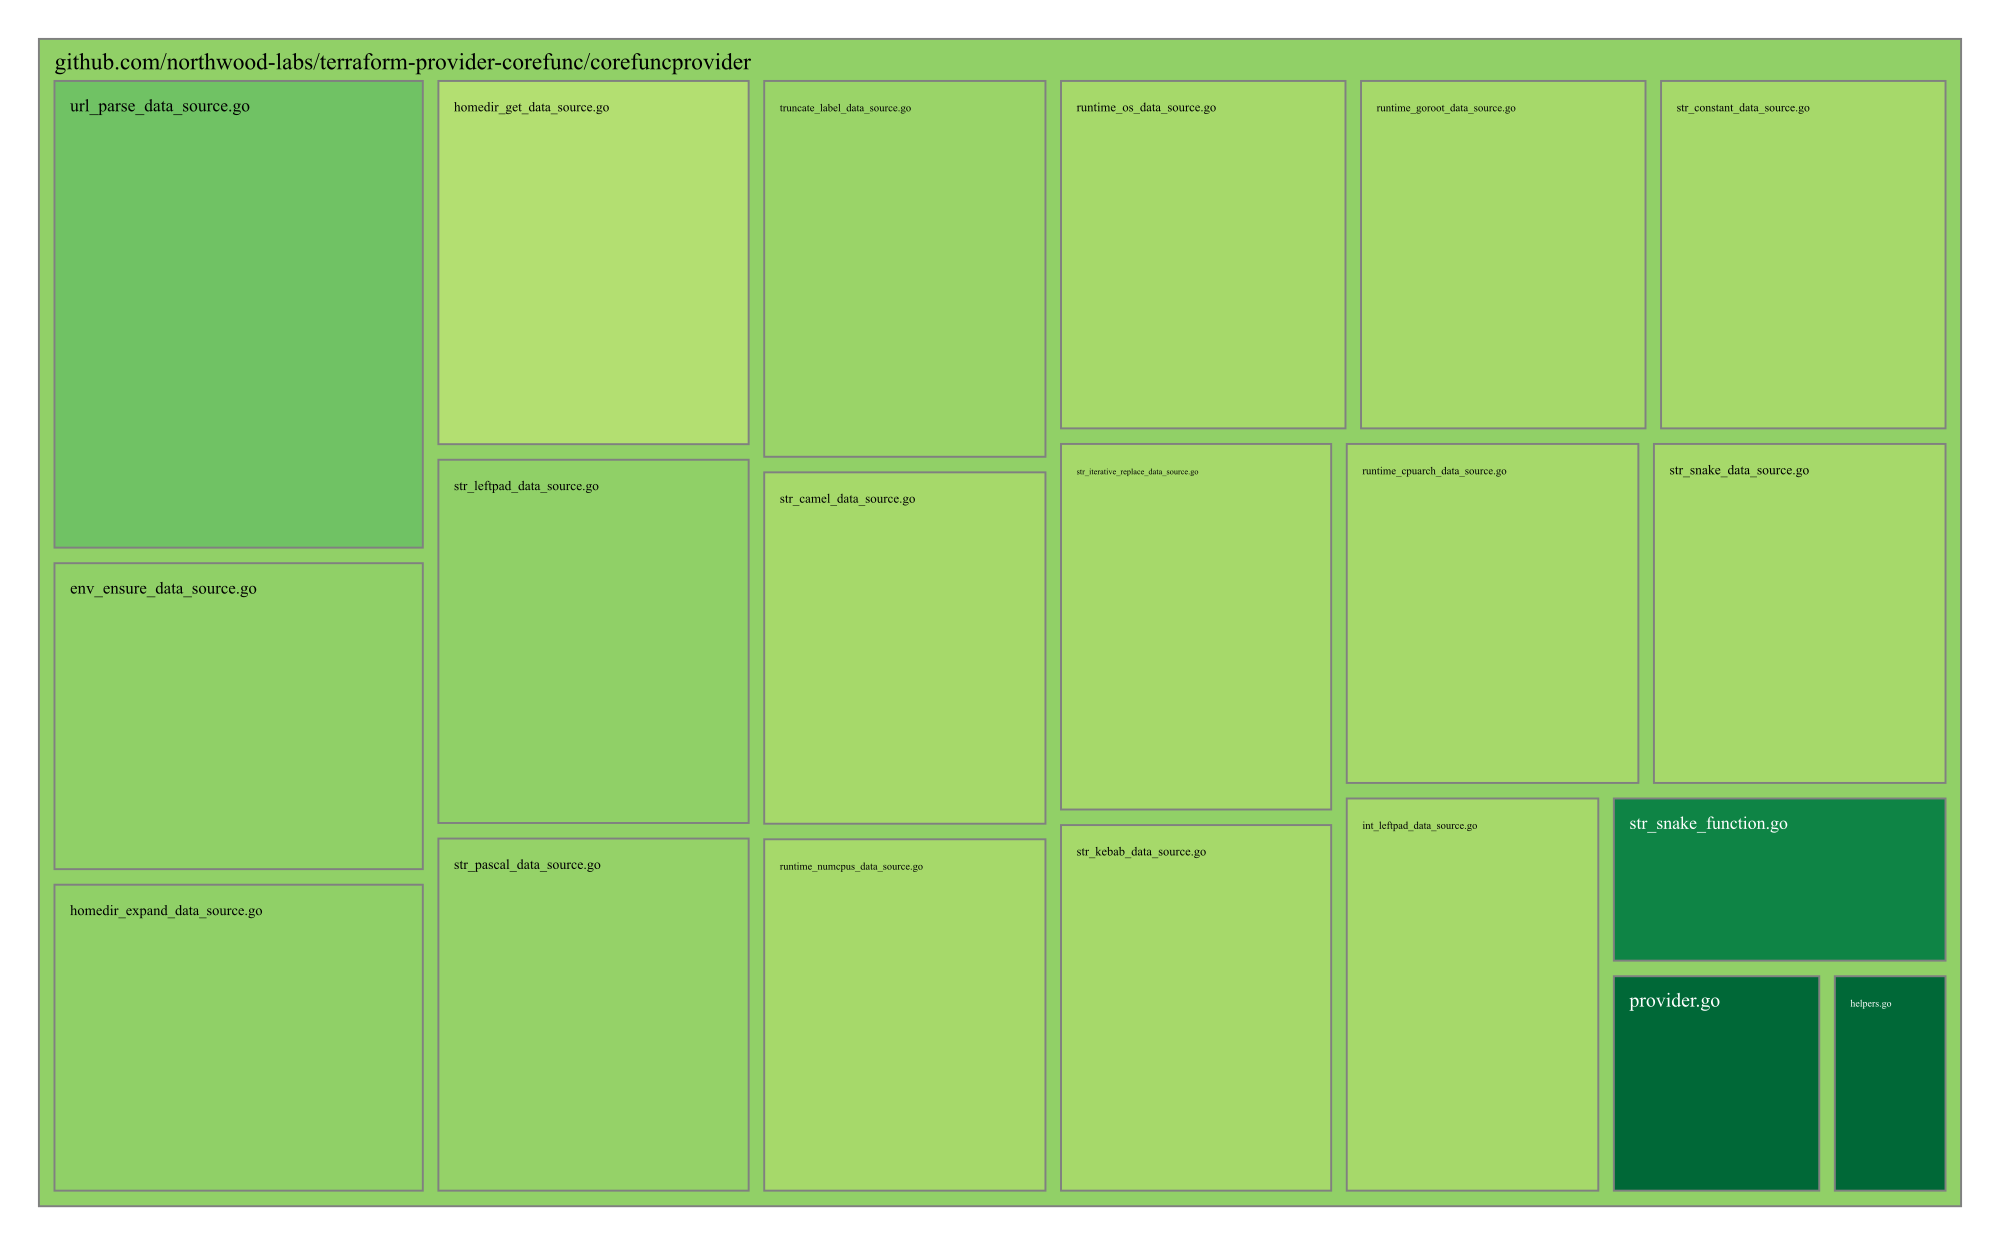 github.com/northwood-labs/terraform-provider-corefunc/corefuncprovider
url_parse_data_source.go
env_ensure_data_source.go
homedir_expand_data_source.go
homedir_get_data_source.go
str_leftpad_data_source.go
str_pascal_data_source.go
truncate_label_data_source.go
str_camel_data_source.go
runtime_numcpus_data_source.go
runtime_os_data_source.go
runtime_goroot_data_source.go
str_constant_data_source.go
str_iterative_replace_data_source.go
str_kebab_data_source.go
runtime_cpuarch_data_source.go
str_snake_data_source.go
int_leftpad_data_source.go
str_snake_function.go
provider.go
helpers.go